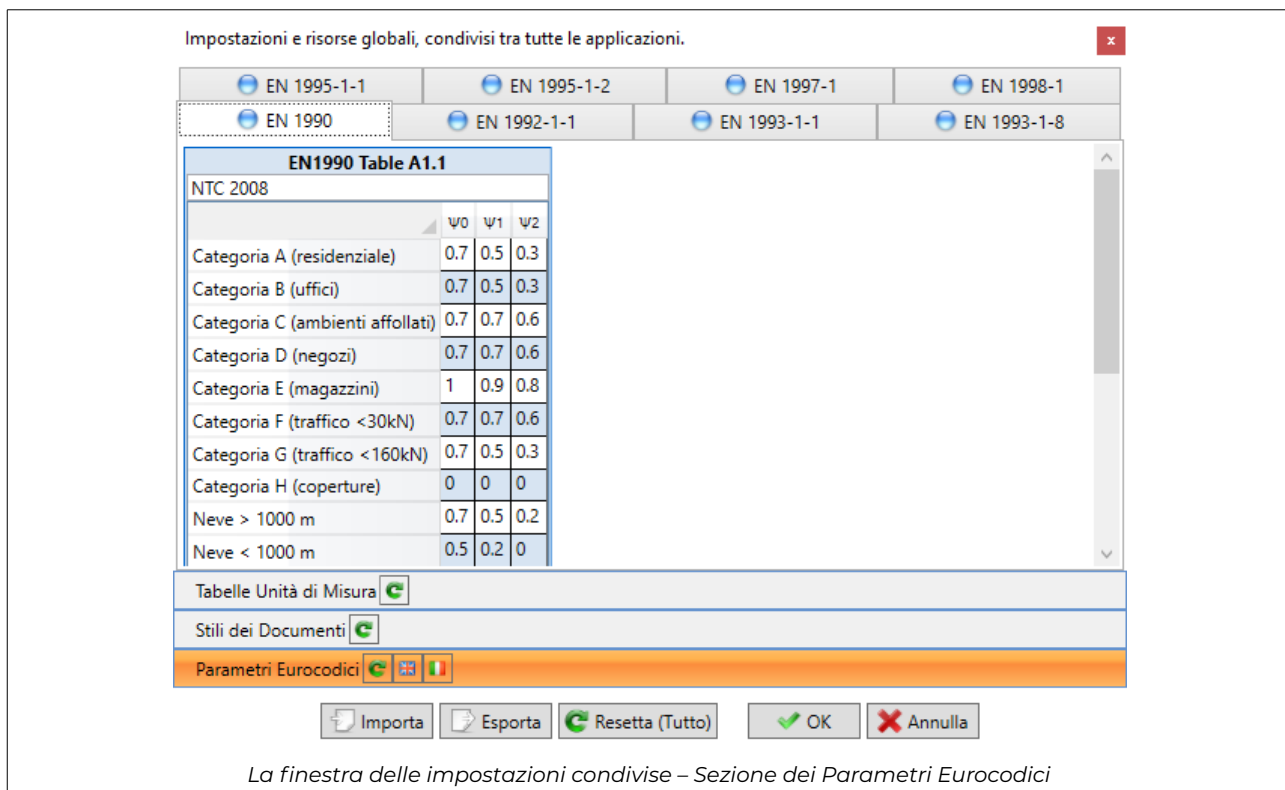 Impostazioni e risorse globali, condivisi tra tutte le applicazioni.
x
EN 1995-1-1 EN 1995-1-2 EN 1997-1 EN 1998-1
EN 1990 EN 1992-1-1 EN 1993-1-1 EN 1993-1-8
EN1990 Table A1.1
NTC 2008
Ψ0 Ψ1 Ψ2
Categoria A (residenziale) 0.7 0.5 0.3
Categoria B (uffici) 0.7 0.5 0.3
Categoria C (ambienti affollati) 0.7 0.7 0.6
Categoria D (negozi) 0.7 0.7 0.6
Categoria E (magazzini) 1 0.9 0.8
Categoria F (traffico <30kN) 0.7 0.7 0.6
Categoria G (traffico <160kN) 0.7 0.5 0.3
Categoria H (coperture) 0 0 0
Neve > 1000 m 0.7 0.5 0.2
Neve < 1000 m 0.5 0.2 0
Tabelle Unità di Misura
Stili dei Documenti
Parametri Eurocodici
Importa Esporta Resetta (Tutto) OK Annulla
La finestra delle impostazioni condivise – Sezione dei Parametri Eurocodici